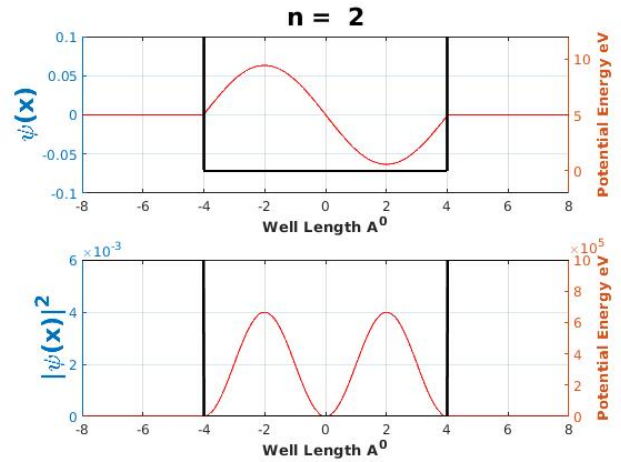 n = 2
0.1
0.05
0
-0.05
-0.1
ψ(x)
10
5
0
Potential Energy eV
-8 -6 -4 -2 0 2 4 6 8
Well Length A⁰
×10⁻³
6
4
2
0
|ψ(x)|²
×10⁵
10
8
6
4
2
0
Potential Energy eV
-8 -6 -4 -2 0 2 4 6 8
Well Length A⁰